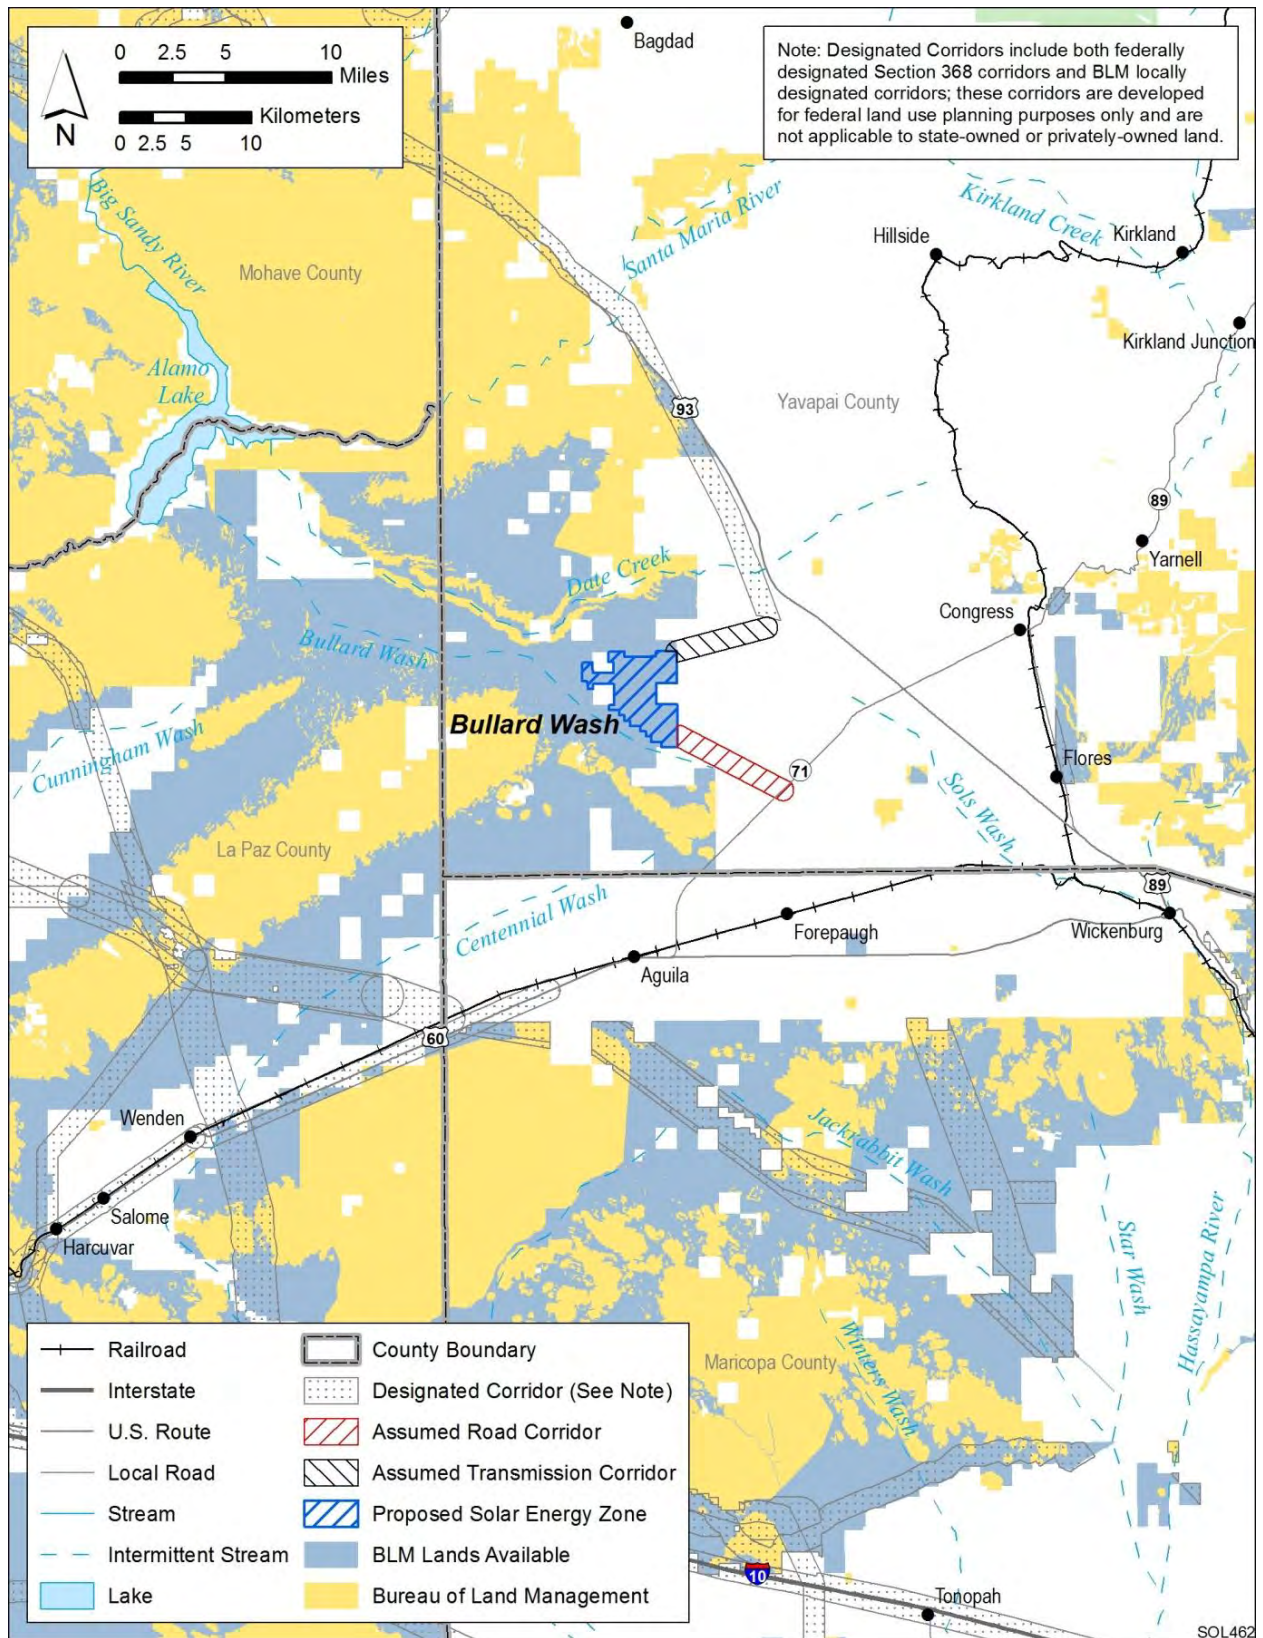 0 2.5 5 10
Miles
Kilometers
0 2.5 5 10
N
Bagdad
Note: Designated Corridors include both federally
designated Section 368 corridors and BLM locally
designated corridors; these corridors are developed
for federal land use planning purposes only and are
not applicable to state-owned or privately-owned land.
Big Sandy River
Santa Maria River
Kirkland Creek
Hillside
Kirkland
Mohave County
Kirkland Junction
Alamo
Lake
93
Yavapai County
89
Yarnell
Date Creek
Congress
Bullard Wash
Bullard Wash
Cunningham Wash
71
Flores
Sols Wash
La Paz County
89
Centennial Wash
Forepaugh
Wickenburg
Aguila
60
Wenden
Jackrabbit Wash
Salome
Harcuvar
Star Wash
Hassayampa River
Winters Wash
Maricopa County
Railroad
Interstate
U.S. Route
Local Road
Stream
Intermittent Stream
Lake
County Boundary
Designated Corridor (See Note)
Assumed Road Corridor
Assumed Transmission Corridor
Proposed Solar Energy Zone
BLM Lands Available
Bureau of Land Management
10
Tonopah
SOL462